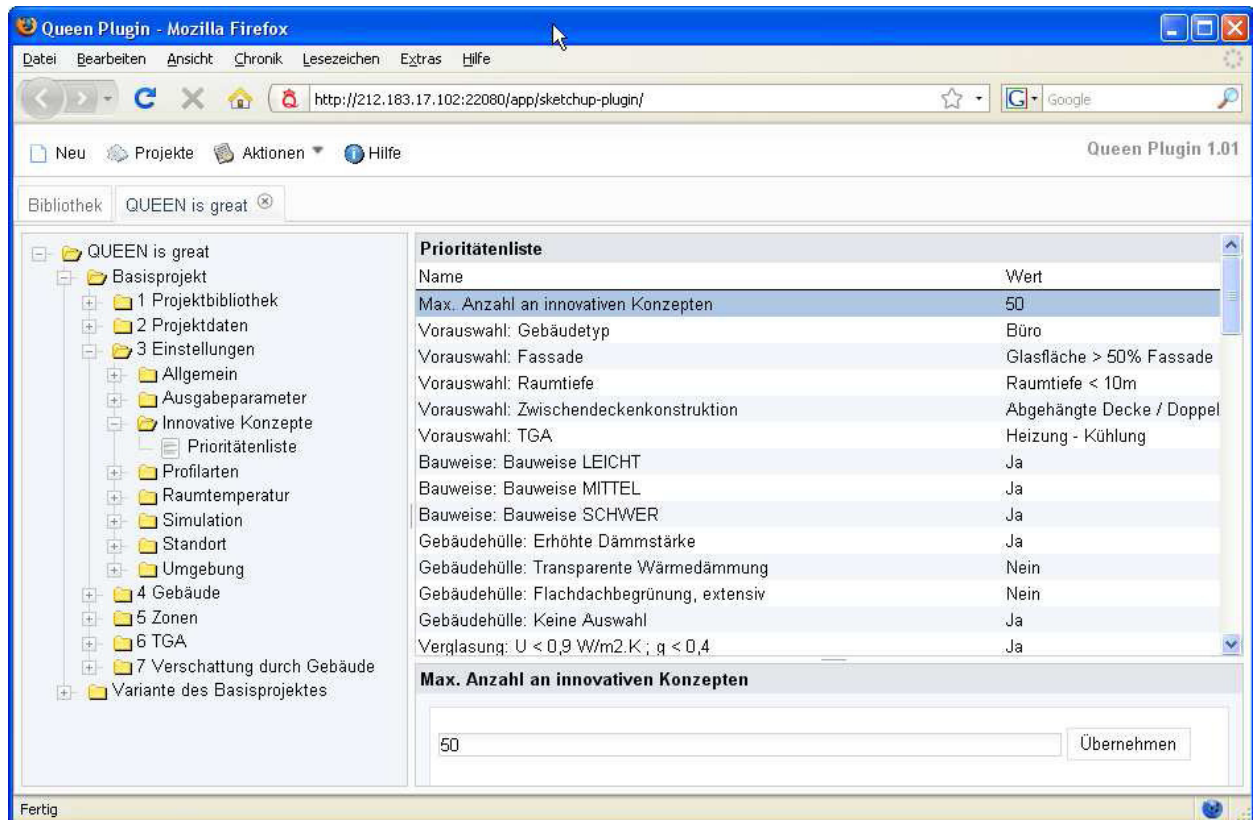 Queen Plugin - Mozilla Firefox
Datei Bearbeiten Ansicht Chronik Lesezeichen Extras Hilfe
http://212.183.17.102:22080/app/sketchup-plugin/ G Google
Neu Projekte Aktionen Hilfe Queen Plugin 1.01
Bibliothek QUEEN is great
QUEEN is great
Basisprojekt
1 Projektbibliothek
2 Projektdaten
3 Einstellungen
Allgemein
Ausgabeparameter
Innovative Konzepte
Prioritätenliste
Profilarten
Raumtemperatur
Simulation
Standort
Umgebung
4 Gebäude
5 Zonen
6 TGA
7 Verschattung durch Gebäude
Variante des Basisprojektes
Prioritätenliste
Name Wert
Max. Anzahl an innovativen Konzepten 50
Vorauswahl: Gebäudetyp Büro
Vorauswahl: Fassade Glasfläche > 50% Fassade
Vorauswahl: Raumtiefe Raumtiefe < 10m
Vorauswahl: Zwischendeckenkonstruktion Abgehängte Decke / Doppel
Vorauswahl: TGA Heizung - Kühlung
Bauweise: Bauweise LEICHT Ja
Bauweise: Bauweise MITTEL Ja
Bauweise: Bauweise SCHWER Ja
Gebäudehülle: Erhöhte Dämmstärke Ja
Gebäudehülle: Transparente Wärmedämmung Nein
Gebäudehülle: Flachdachbegrünung, extensiv Nein
Gebäudehülle: Keine Auswahl Ja
Verglasung: U < 0,9 W/m2.K ; g < 0,4 Ja
Max. Anzahl an innovativen Konzepten
50 Übernehmen
Fertig